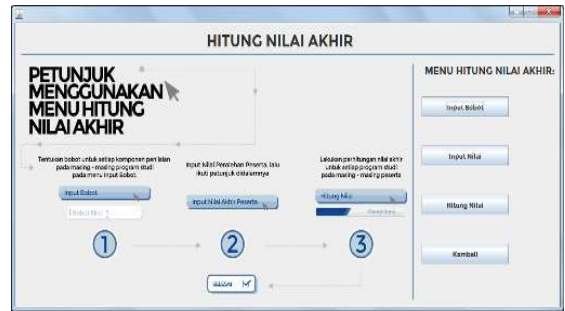 HITUNG NILAI AKHIR
PETUNJUK
MENGGUNAKAN
MENU HITUNG
NILAI AKHIR
Tentukan bobot untuk setiap komponen penilaian
pada masing - masing program studi
pada menu Input Bobot.
Input Bobot
1
Input Nilai Perolehan Peserta, lalu
ikuti petunjuk didalamnya
Input Nilai Akhir Peserta
2
Lakukan perhitungan nilai akhir
untuk setiap program studi
pada masing - masing peserta
Hitung Nilai
3
SELESAI
MENU HITUNG NILAI AKHIR:
Input Bobot
Input Nilai
Hitung Nilai
Kembali